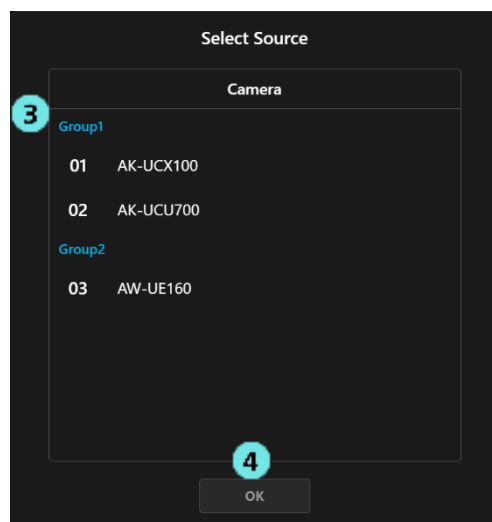 Select Source
Camera
3
Group1
01 AK-UCX100
02 AK-UCU700
Group2
03 AW-UE160
4
OK